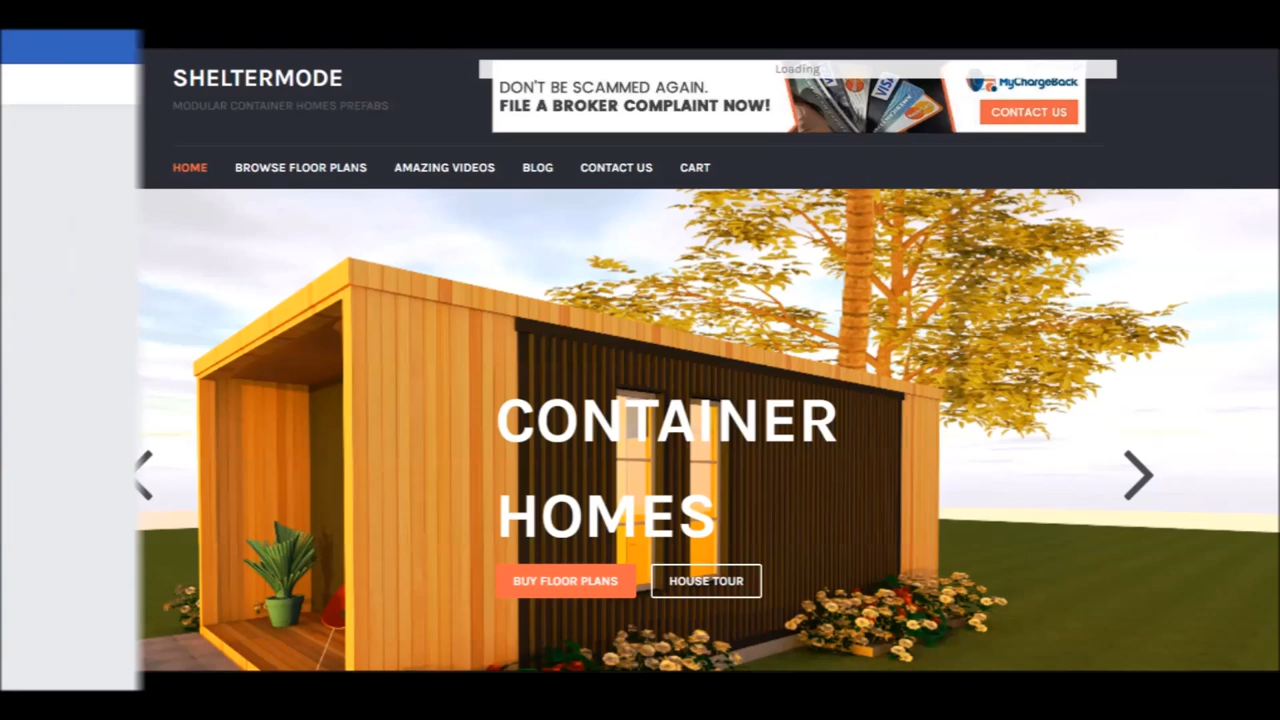 SHELTERMODE
MODULAR CONTAINER HOMES PREFABS
Loading
DON'T BE SCAMMED AGAIN.
FILE A BROKER COMPLAINT NOW!
VISA
MyChargeBack
CONTACT US
HOME BROWSE FLOOR PLANS AMAZING VIDEOS BLOG CONTACT US CART
CONTAINER
HOMES
BUY FLOOR PLANS HOUSE TOUR